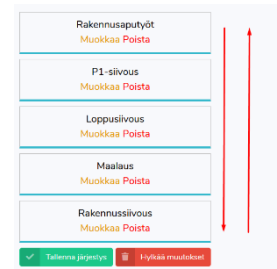 Rakennusaputyöt
Muokkaa Poista
P1-siivous
Muokkaa Poista
Loppusiivous
Muokkaa Poista
Maalaus
Muokkaa Poista
Rakennussiivous
Muokkaa Poista
Tallenna järjestys Hylkää muutokset